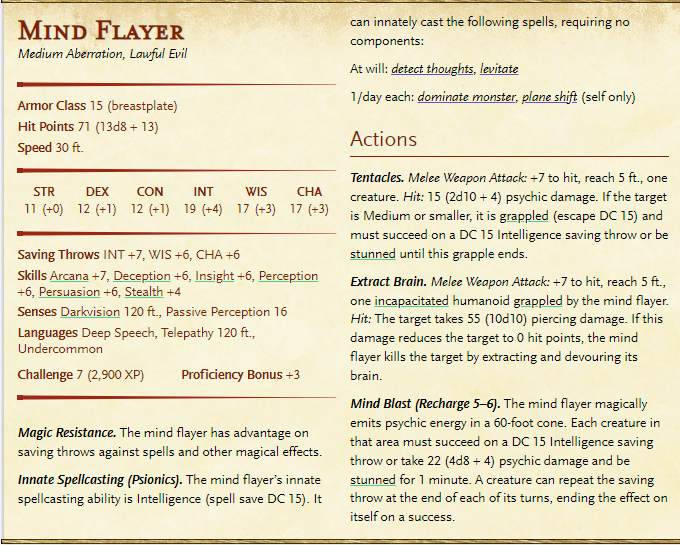 Mind Flayer
Medium Aberration, Lawful Evil
Armor Class 15 (breastplate)
Hit Points 71 (13d8 + 13)
Speed 30 ft.
STR DEX CON INT WIS CHA
11 (+0) 12 (+1) 12 (+1) 19 (+4) 17 (+3) 17 (+3)
Saving Throws INT +7, WIS +6, CHA +6
Skills Arcana +7, Deception +6, Insight +6, Perception
+6, Persuasion +6, Stealth +4
Senses Darkvision 120 ft., Passive Perception 16
Languages Deep Speech, Telepathy 120 ft.,
Undercommon
Challenge 7 (2,900 XP) Proficiency Bonus +3
Magic Resistance. The mind flayer has advantage on
saving throws against spells and other magical effects.
Innate Spellcasting (Psionics). The mind flayer's innate
spellcasting ability is Intelligence (spell save DC 15). It
can innately cast the following spells, requiring no
components:
At will: detect thoughts, levitate
1/day each: dominate monster, plane shift (self only)
Actions
Tentacles. Melee Weapon Attack: +7 to hit, reach 5 ft., one
creature. Hit: 15 (2d10 + 4) psychic damage. If the target
is Medium or smaller, it is grappled (escape DC 15) and
must succeed on a DC 15 Intelligence saving throw or be
stunned until this grapple ends.
Extract Brain. Melee Weapon Attack: +7 to hit, reach 5 ft.,
one incapacitated humanoid grappled by the mind flayer.
Hit: The target takes 55 (10d10) piercing damage. If this
damage reduces the target to 0 hit points, the mind
flayer kills the target by extracting and devouring its
brain.
Mind Blast (Recharge 5–6). The mind flayer magically
emits psychic energy in a 60-foot cone. Each creature in
that area must succeed on a DC 15 Intelligence saving
throw or take 22 (4d8 + 4) psychic damage and be
stunned for 1 minute. A creature can repeat the saving
throw at the end of each of its turns, ending the effect on
itself on a success.